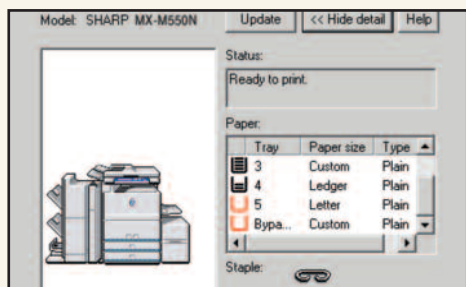 Model: SHARP MX-M550N Update << Hide detail Help
Status:
Ready to print.
Paper:
Tray Paper size Type
3 Custom Plain
4 Ledger Plain
5 Letter Plain
Bypa... Custom Plain
Staple: